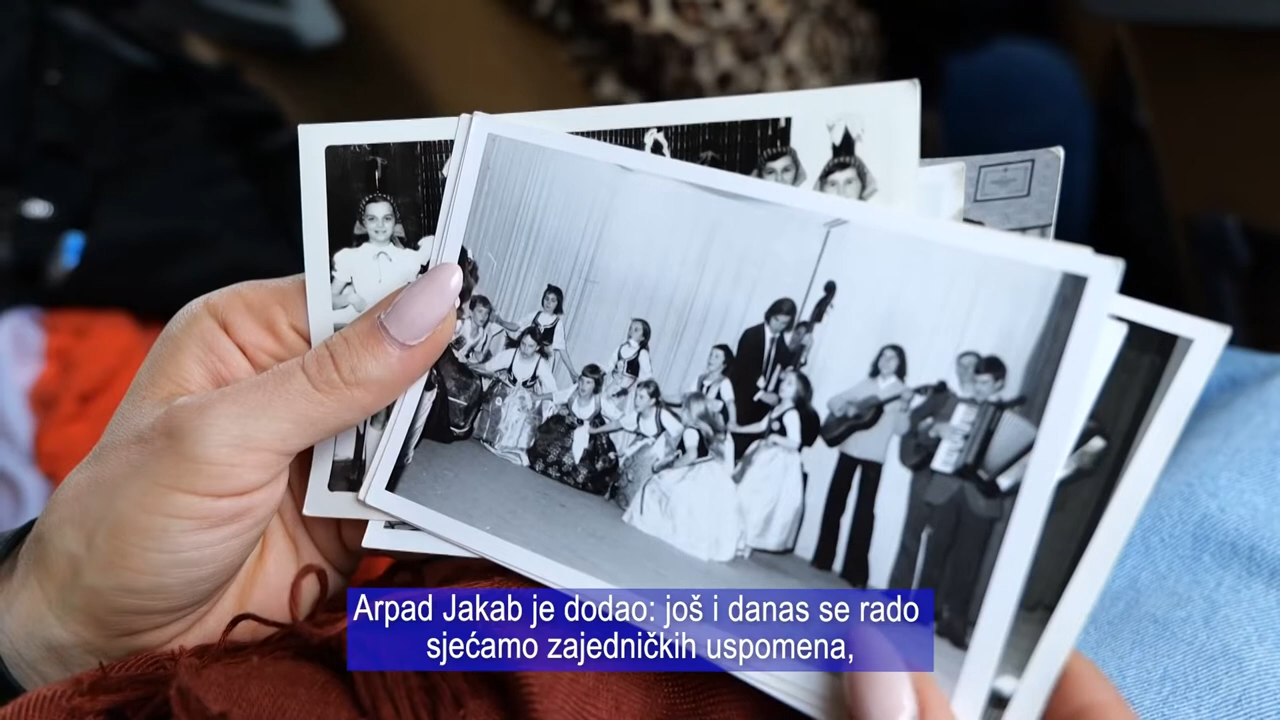 Arpad Jakab je dodao: još i danas se rado
sjećamo zajedničkih uspomena,